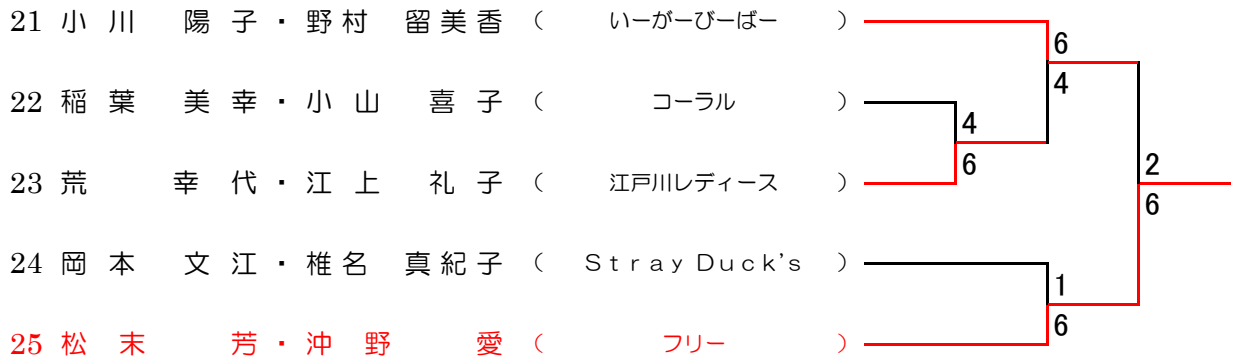 21 小川 陽子・野村 留美香 ( いーがーびーばー )
6
4
22 稲葉 美幸・小山 喜子 ( コーラル )
4
6
23 荒 幸代・江上 礼子 ( 江戸川レディース )
2
6
24 岡本 文江・椎名 真紀子 ( Stray Duck's )
1
6
25 松末 芳・沖野 愛 ( フリー )